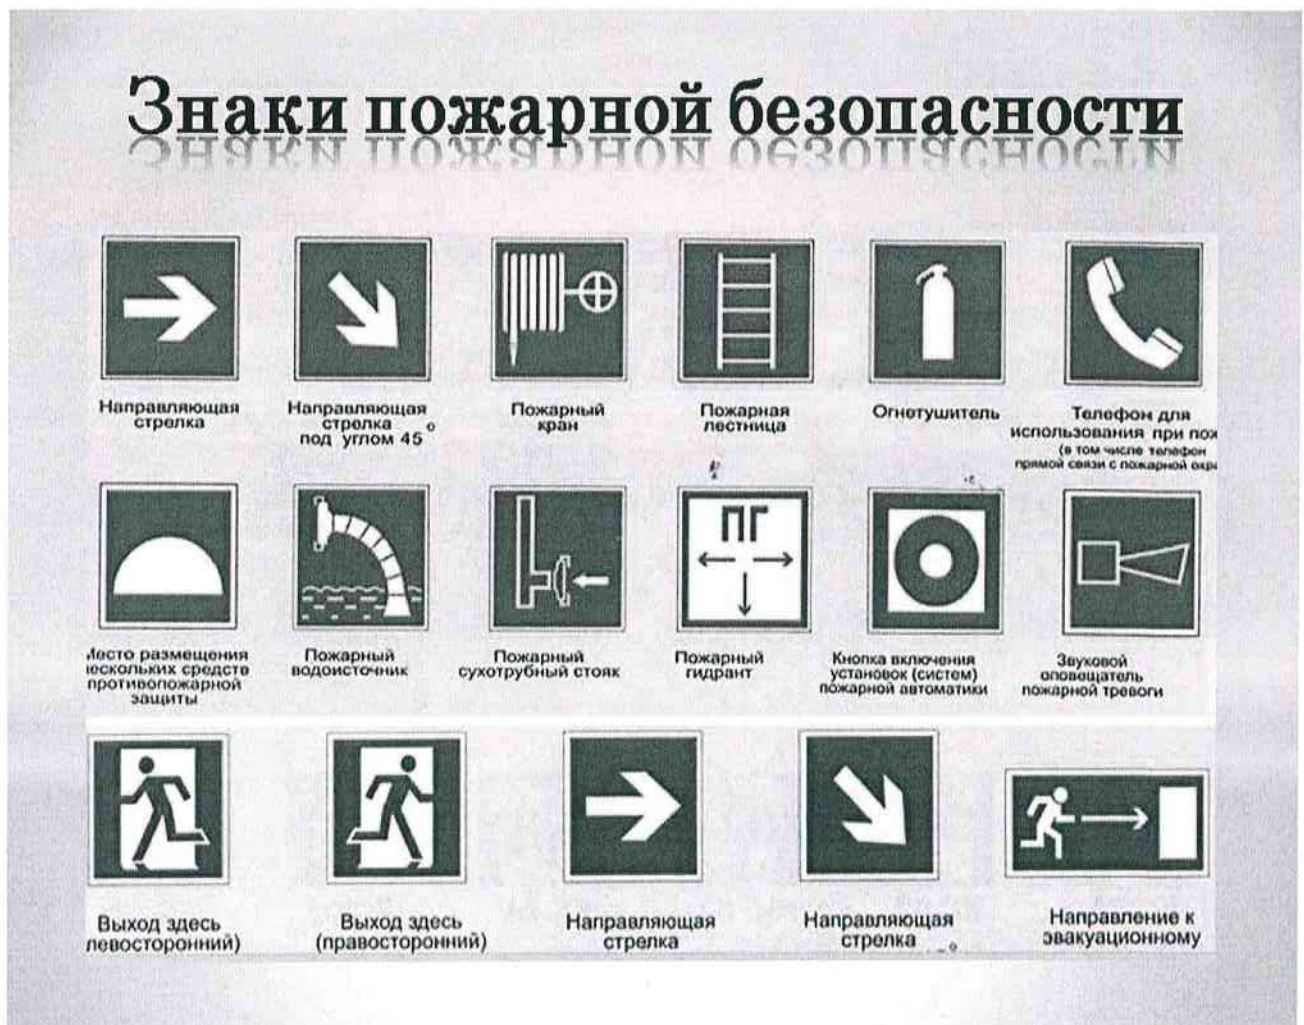 Знаки пожарной безопасности
Направляющая
стрелка
Направляющая
стрелка
под углом 45°
Пожарный
кран
Пожарная
лестница
Огнетушитель
Телефон для
использования при пож
(в том числе телефон
прямой связи с пожарной охра
Место размещения
нескольких средств
противопожарной
защиты
Пожарный
водоисточник
Пожарный
сухотрубный стояк
ПГ
Пожарный
гидрант
Кнопка включения
установок (систем)
пожарной автоматики
Звуковой
оповещатель
пожарной тревоги
Выход здесь
левосторонний)
Выход здесь
(правосторонний)
Направляющая
стрелка
Направляющая
стрелка
Направление к
эвакуационному